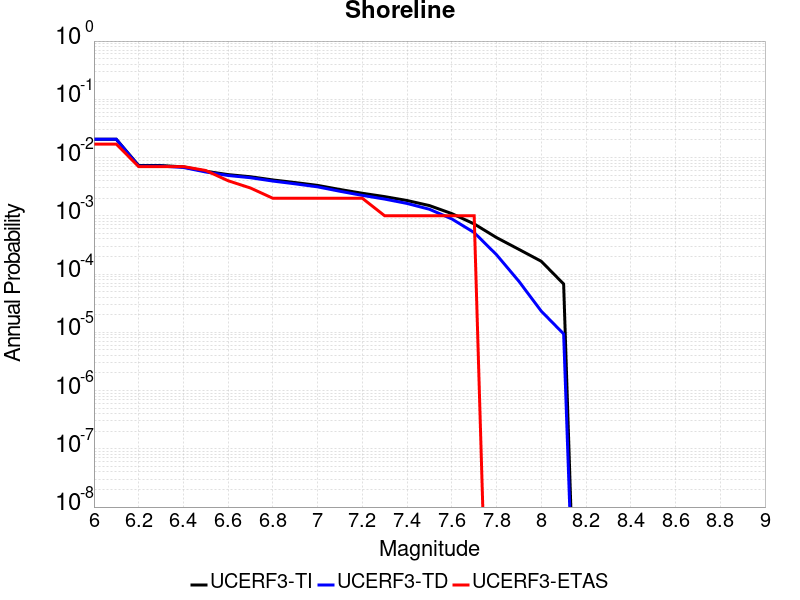 Shoreline
Annual Probability
10^0
10^-1
10^-2
10^-3
10^-4
10^-5
10^-6
10^-7
10^-8
6 6.2 6.4 6.6 6.8 7 7.2 7.4 7.6 7.8 8 8.2 8.4 8.6 8.8 9
Magnitude
UCERF3-TI UCERF3-TD UCERF3-ETAS